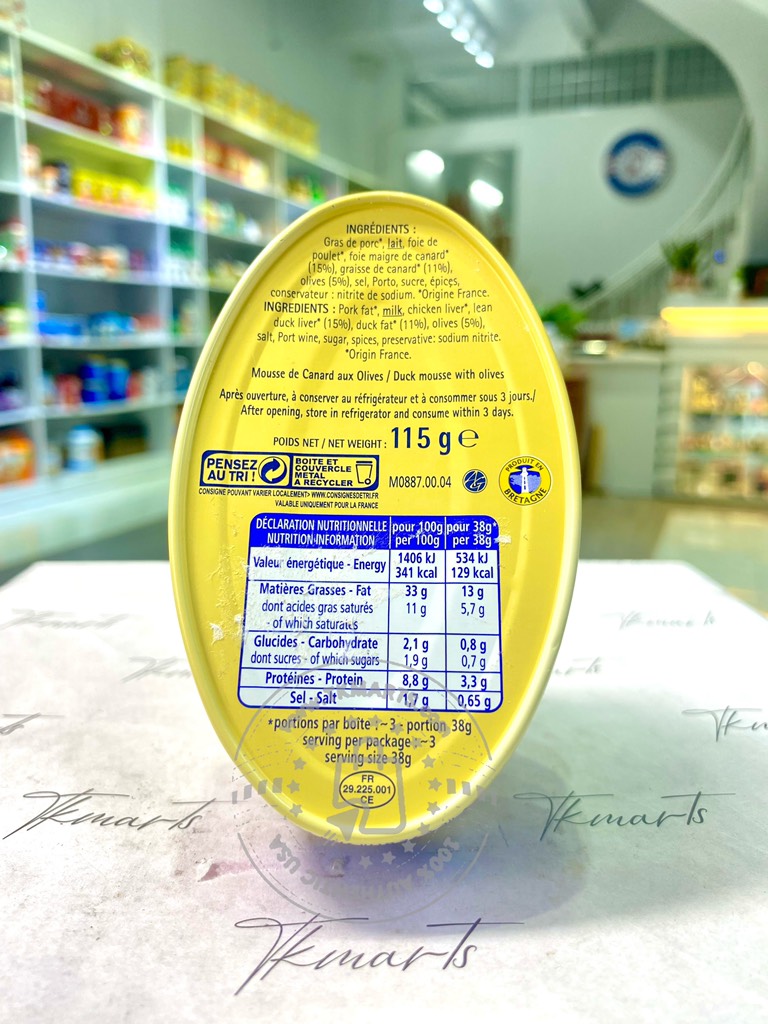 INGRÉDIENTS :
Gras de porc*, lait, foie de
poulet*, foie maigre de canard*
(15%), graisse de canard* (11%),
olives (5%), sel, Porto, sucre, épices,
conservateur : nitrite de sodium. *Origine France.
INGREDIENTS : Pork fat*, milk, chicken liver*, lean
duck liver* (15%), duck fat* (11%), olives (5%),
salt, Port wine, sugar, spices, preservative: sodium nitrite.
*Origin France.
Mousse de Canard aux Olives / Duck mousse with olives
Après ouverture, à conserver au réfrigérateur et à consommer sous 3 jours./
After opening, store in refrigerator and consume within 3 days.
POIDS NET / NET WEIGHT : 115 g ℮
PENSEZ AU TRI !
BOITE ET COUVERCLE METAL A RECYCLER
M0887.00.04
PRODUIT EN BRETAGNE
CONSIGNE POUVANT VARIER LOCALEMENT> WWW.CONSIGNESDETRI.FR
VALABLE UNIQUEMENT POUR LA FRANCE
DÉCLARATION NUTRITIONNELLE pour 100g pour 38g*
NUTRITION INFORMATION per 100g per 38g*
Valeur énergétique - Energy 1406 kJ 534 kJ
341 kcal 129 kcal
Matières Grasses - Fat 33 g 13 g
dont acides gras saturés 11 g 5,7 g
- of which saturates
Glucides - Carbohydrate 2,1 g 0,8 g
dont sucres - of which sugars 1,9 g 0,7 g
Protéines - Protein 8,8 g 3,3 g
Sel - Salt 1,7 g 0,65 g
*portions par boîte : ~ 3 - portion 38g
serving per package : ~3
serving size 38g
FR
29.225.001
CE
100% AUTHENTIC USA
Tkmarts
Tkmarts
Tkmarts